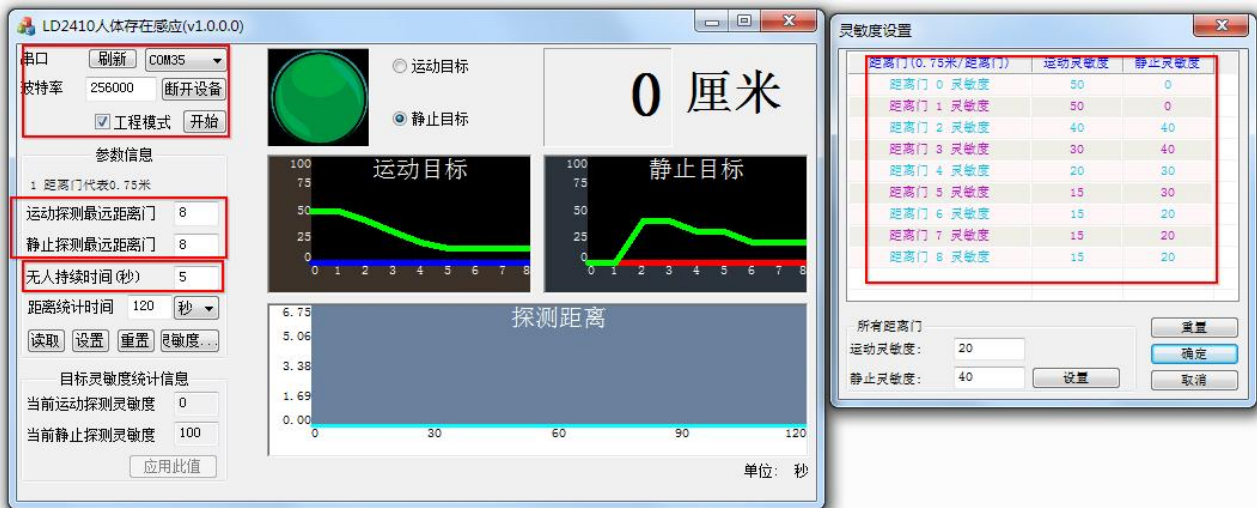 LD2410人体存在感应(v1.0.0.0)
串口 刷新 COM35
波特率 256000 断开设备
工程模式 开始
参数信息
1 距离门代表0.75米
运动探测最远距离门 8
静止探测最远距离门 8
无人持续时间(秒) 5
距离统计时间 120 秒
读取 设置 重置 灵敏度...
目标灵敏度统计信息
当前运动探测灵敏度 0
当前静止探测灵敏度 100
应用此值
运动目标
静止目标
0 厘米
运动目标
100
75
50
25
0
0 1 2 3 4 5 6 7 8
静止目标
100
75
50
25
0
0 1 2 3 4 5 6 7 8
探测距离
6.75
5.06
3.38
1.69
0.00
0 30 60 90 120
单位: 秒
灵敏度设置
距离门(0.75米/距离门) 运动灵敏度 静止灵敏度
距离门 0 灵敏度 50 0
距离门 1 灵敏度 50 0
距离门 2 灵敏度 40 40
距离门 3 灵敏度 30 40
距离门 4 灵敏度 20 30
距离门 5 灵敏度 15 30
距离门 6 灵敏度 15 20
距离门 7 灵敏度 15 20
距离门 8 灵敏度 15 20
所有距离门
运动灵敏度: 20
静止灵敏度: 40 设置
重置
确定
取消